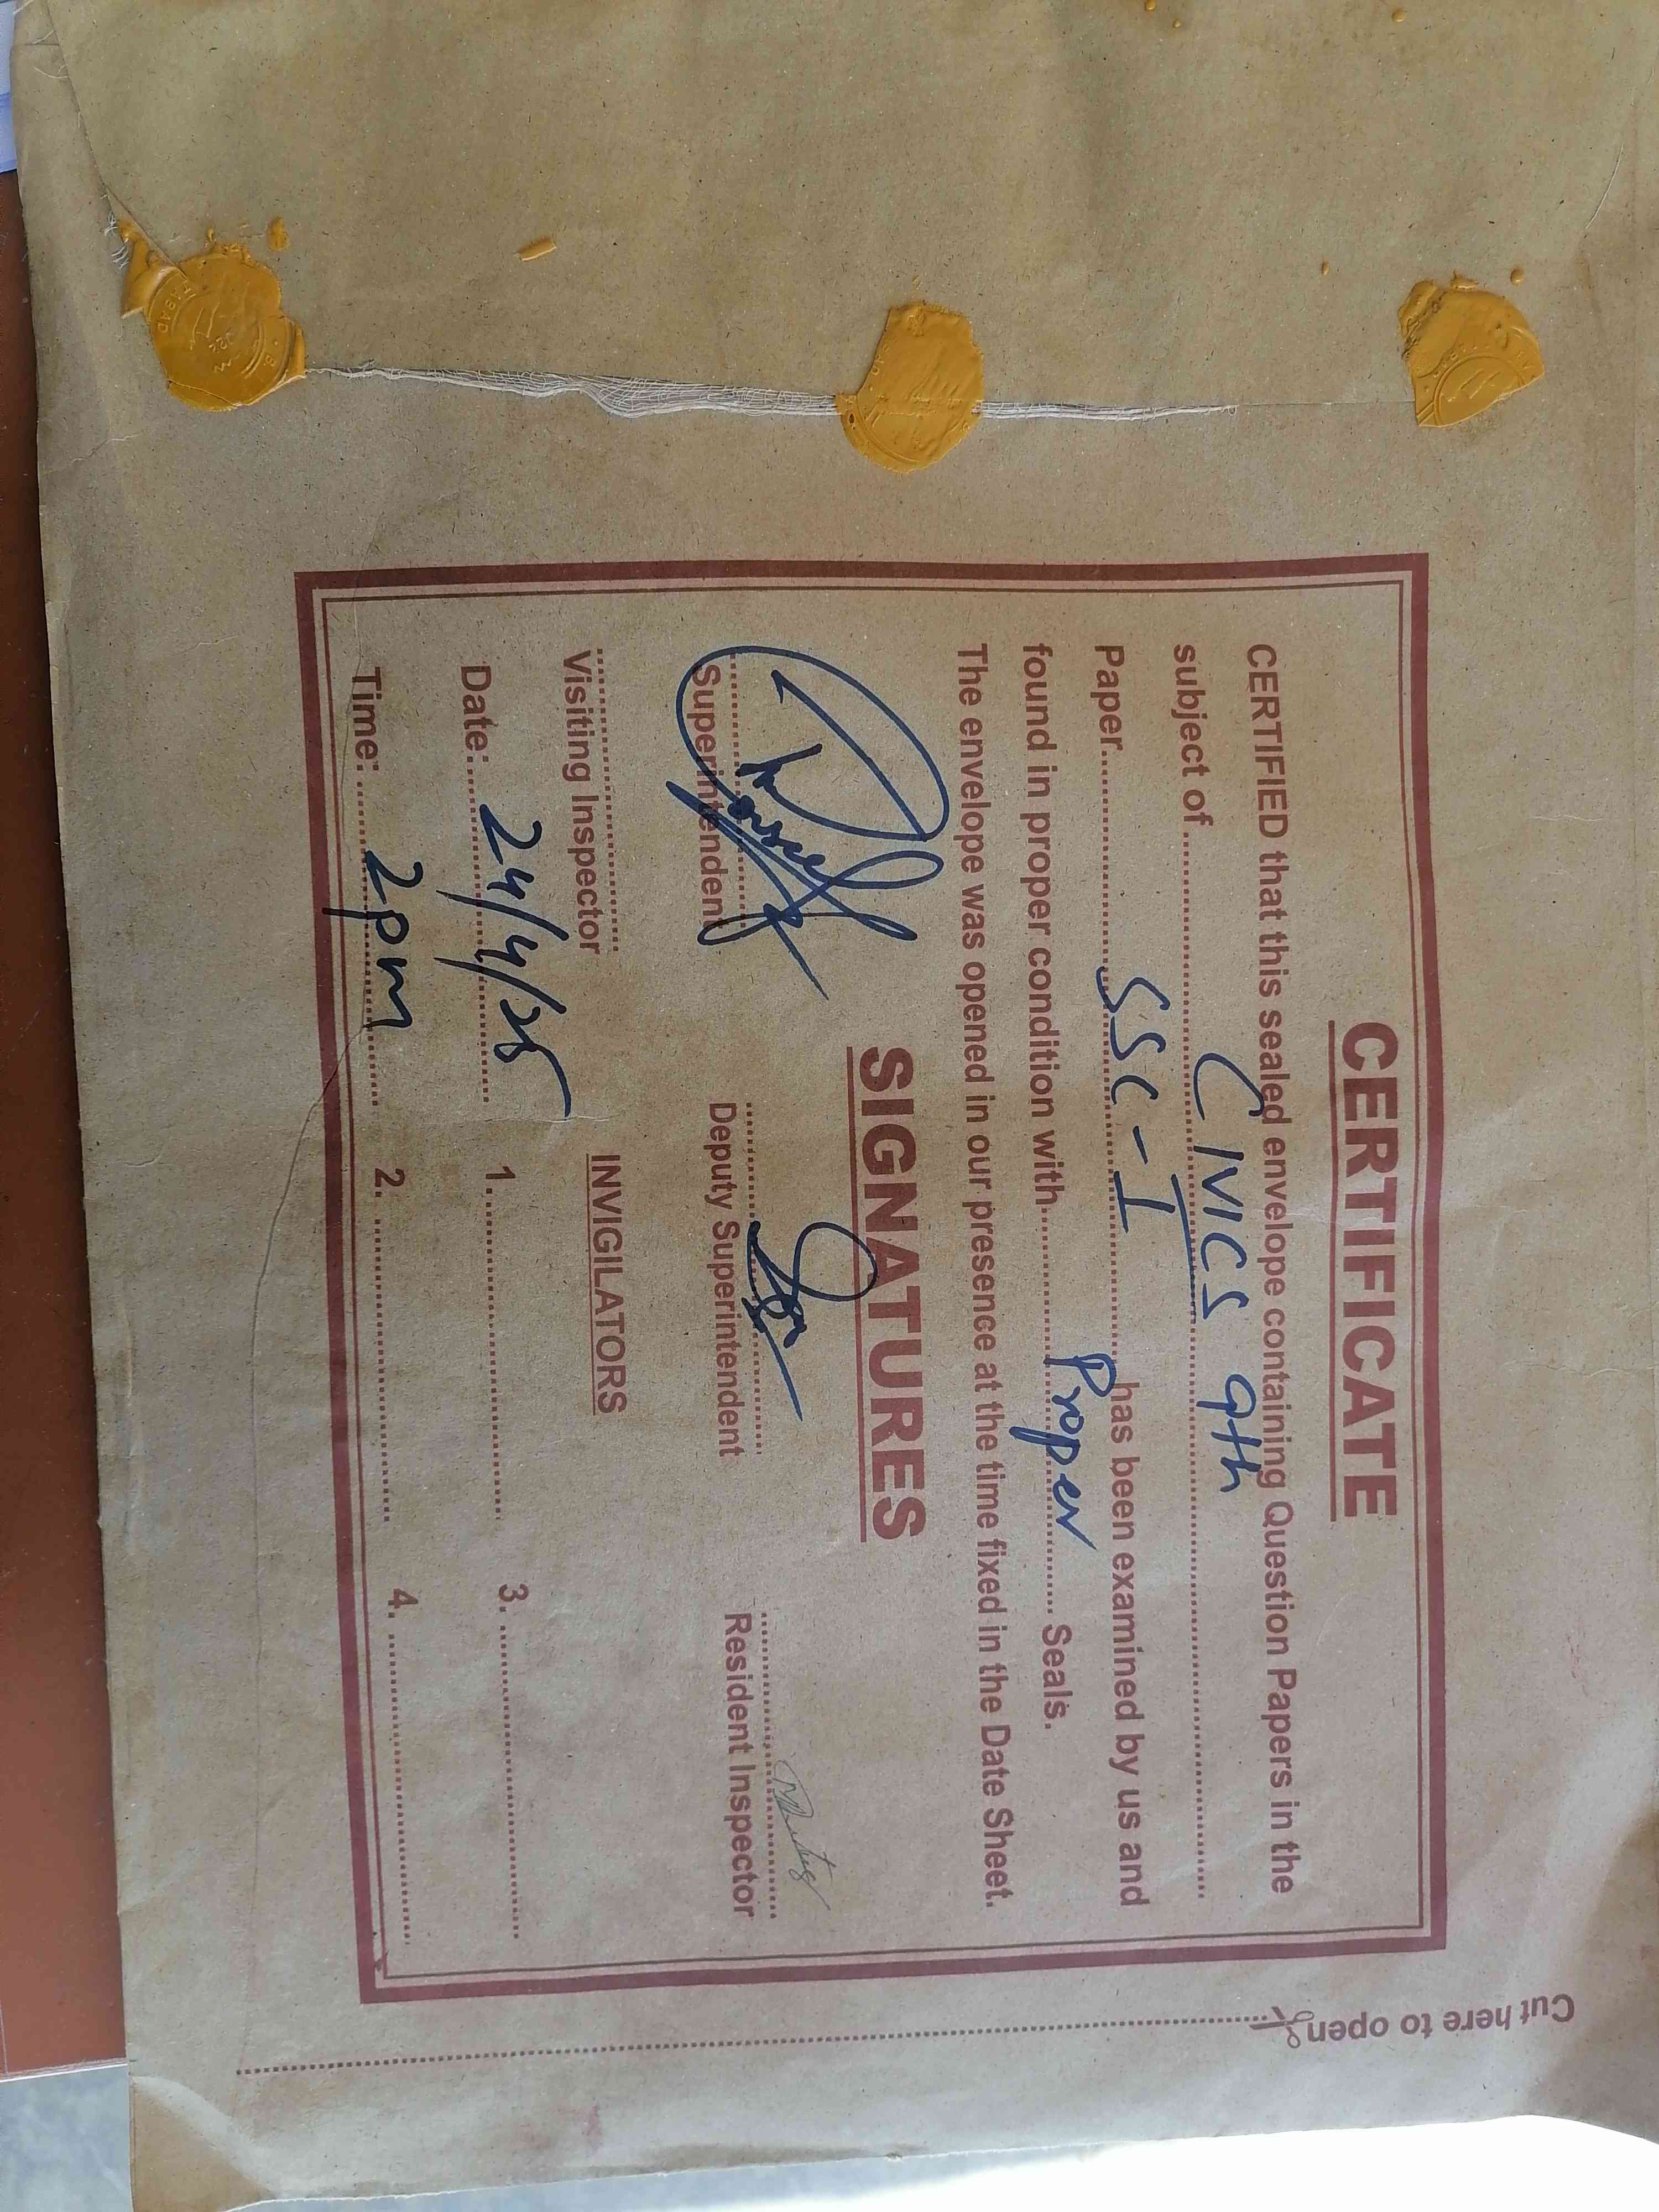 CERTIFICATE
CERTIFIED that this sealed envelope containing Question Papers in the
subject of Civics 9th
Paper SSC-I has been examined by us and
found in proper condition with Proper Seals.
The envelope was opened in our presence at the time fixed in the Date Sheet.
SIGNATURES
Superintendent Deputy Superintendent Resident Inspector
Visiting Inspector INVIGILATORS
Date: 24/4/25 1. 3.
Time: 2pm 2. 4.
Cut here to open